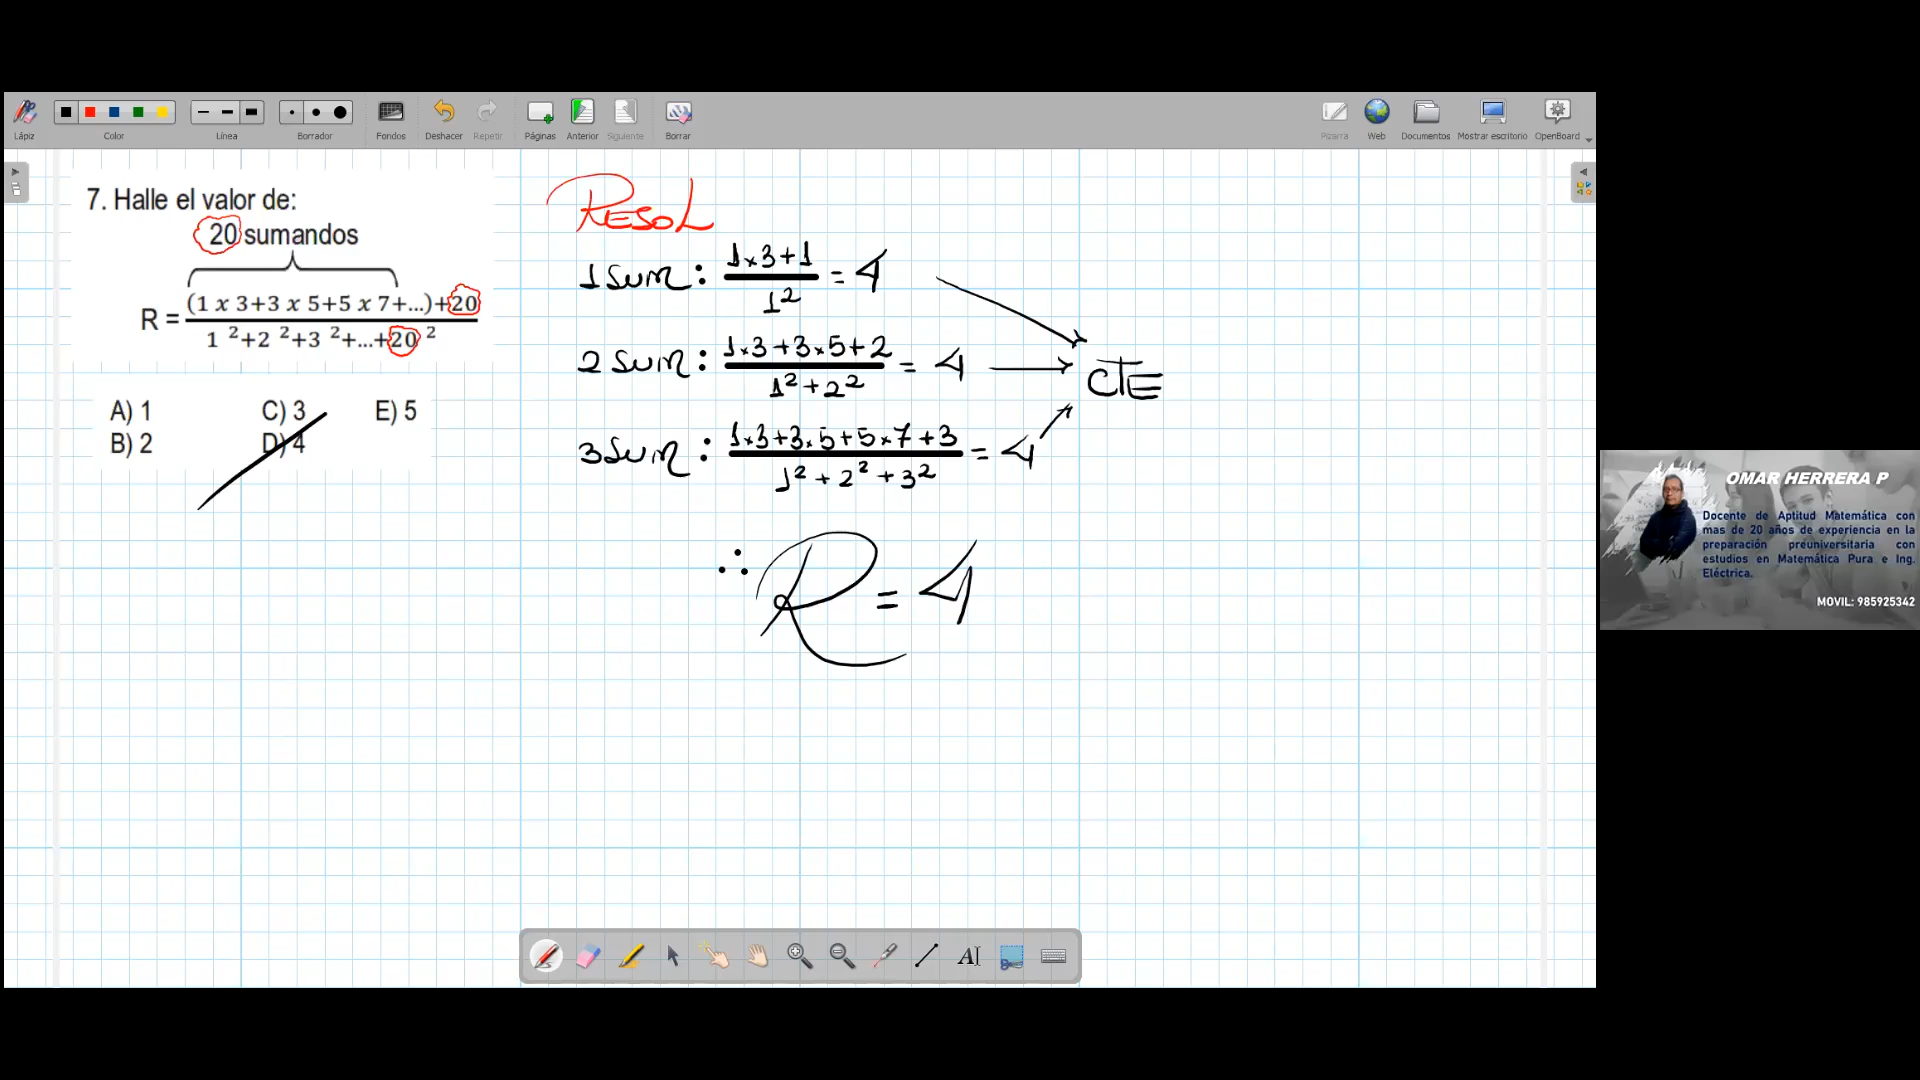 Lápiz
Color
Línea
Borrador
Fondos
Deshacer
Repetir
Páginas
Anterior
Siguiente
Borrar
Pizarra
Web
Documentos
Mostrar escritorio
OpenBoard
7. Halle el valor de:
20 sumandos
R = (1 x 3+3 x 5+5 x 7+...)+20
1 ²+2 ²+3 ²+...+20 ²
A) 1 C) 3 E) 5
B) 2 D) 4
RESOL
1 Sum: 1x3+1 = 4
1²
2 Sum: 1x3+3x5+2 = 4
1²+2²
CTE
3 Sum: 1x3+3x5+5x7+3 = 4
1²+2²+3²
∴ R = 4
AI
OMAR HERRERA P
Docente de Aptitud Matemática con
mas de 20 años de experiencia en la
preparación preuniversitaria con
estudios en Matemática Pura e Ing.
Eléctrica.
MOVIL: 985925342